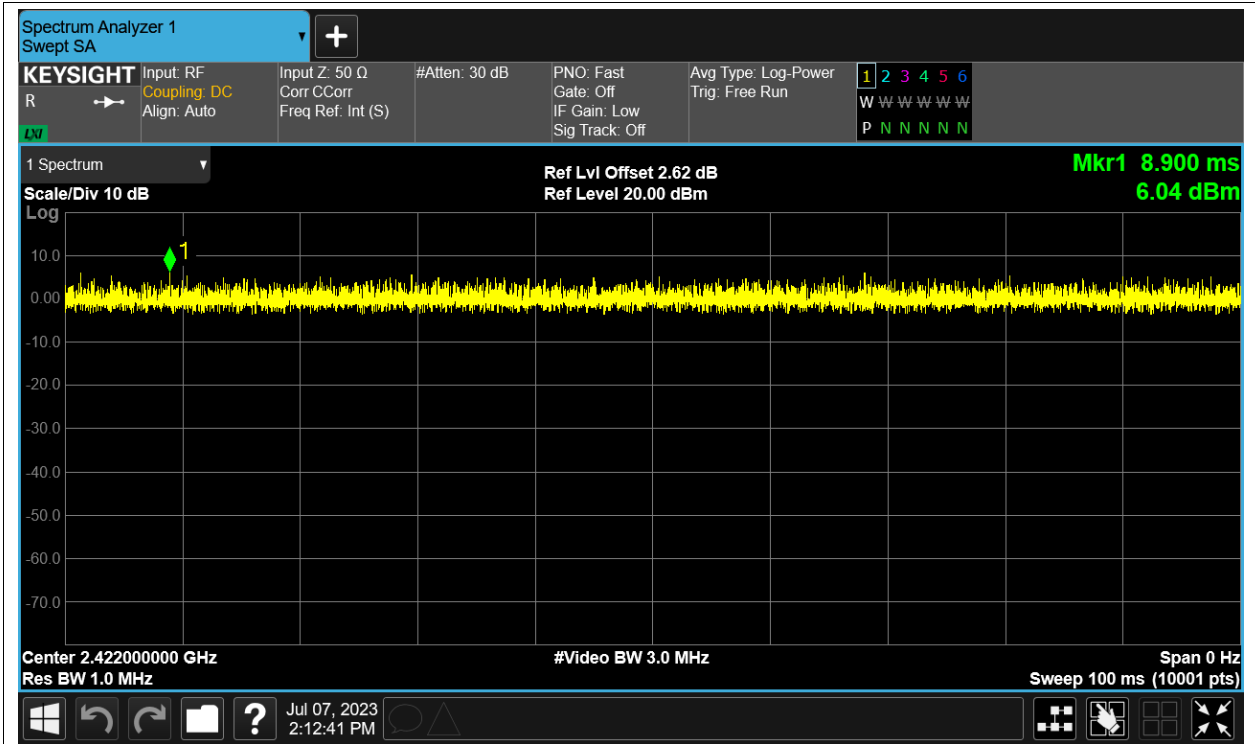 Spectrum Analyzer 1
Swept SA
KEYSIGHT
R
LXI
Input: RF
Coupling: DC
Align: Auto
Input Z: 50 Ω
Corr CCorr
Freq Ref: Int (S)
#Atten: 30 dB
PNO: Fast
Gate: Off
IF Gain: Low
Sig Track: Off
Avg Type: Log-Power
Trig: Free Run
1 2 3 4 5 6
W W W W W W
P N N N N N
1 Spectrum
Scale/Div 10 dB
Ref Lvl Offset 2.62 dB
Ref Level 20.00 dBm
Mkr1 8.900 ms
6.04 dBm
Log
1
10.0
0.00
-10.0
-20.0
-30.0
-40.0
-50.0
-60.0
-70.0
Center 2.422000000 GHz
#Video BW 3.0 MHz
Span 0 Hz
Res BW 1.0 MHz
Sweep 100 ms (10001 pts)
?
Jul 07, 2023
2:12:41 PM